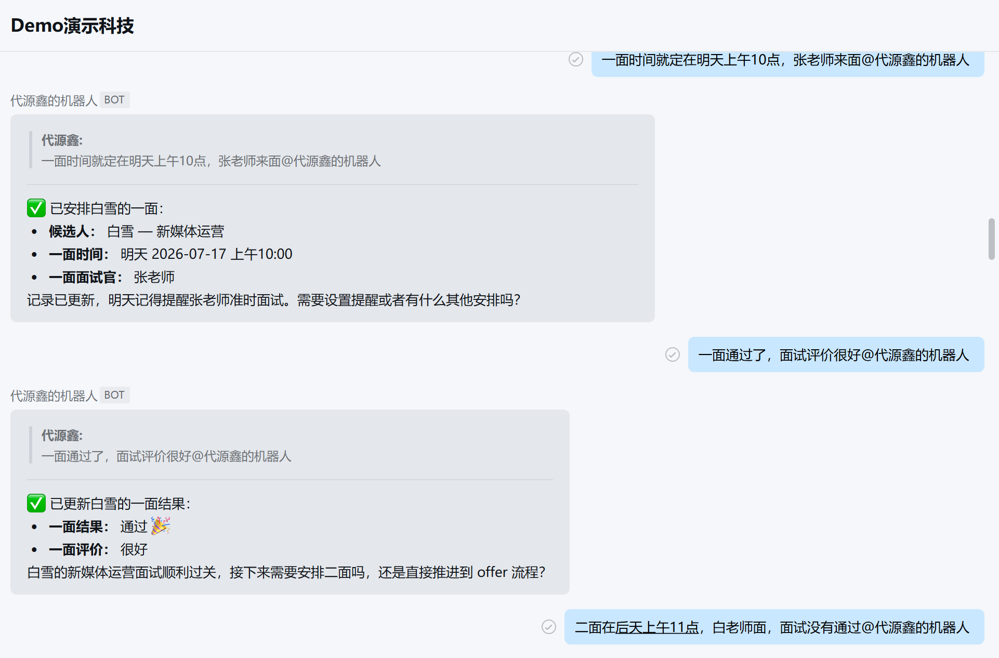 Demo演示科技
一面时间就定在明天上午10点，张老师来面@代源鑫的机器人
代源鑫的机器人 BOT
代源鑫:
一面时间就定在明天上午10点，张老师来面@代源鑫的机器人
✅ 已安排白雪的一面：
• 候选人： 白雪 — 新媒体运营
• 一面时间： 明天 2026-07-17 上午10:00
• 一面面试官： 张老师
记录已更新，明天记得提醒张老师准时面试。需要设置提醒或者有什么其他安排吗？
一面通过了，面试评价很好@代源鑫的机器人
代源鑫的机器人 BOT
代源鑫:
一面通过了，面试评价很好@代源鑫的机器人
✅ 已更新白雪的一面结果：
• 一面结果： 通过 🎉
• 一面评价： 很好
白雪的新媒体运营面试顺利过关，接下来需要安排二面吗，还是直接推进到 offer 流程？
二面在后天上午11点，白老师面，面试没有通过@代源鑫的机器人